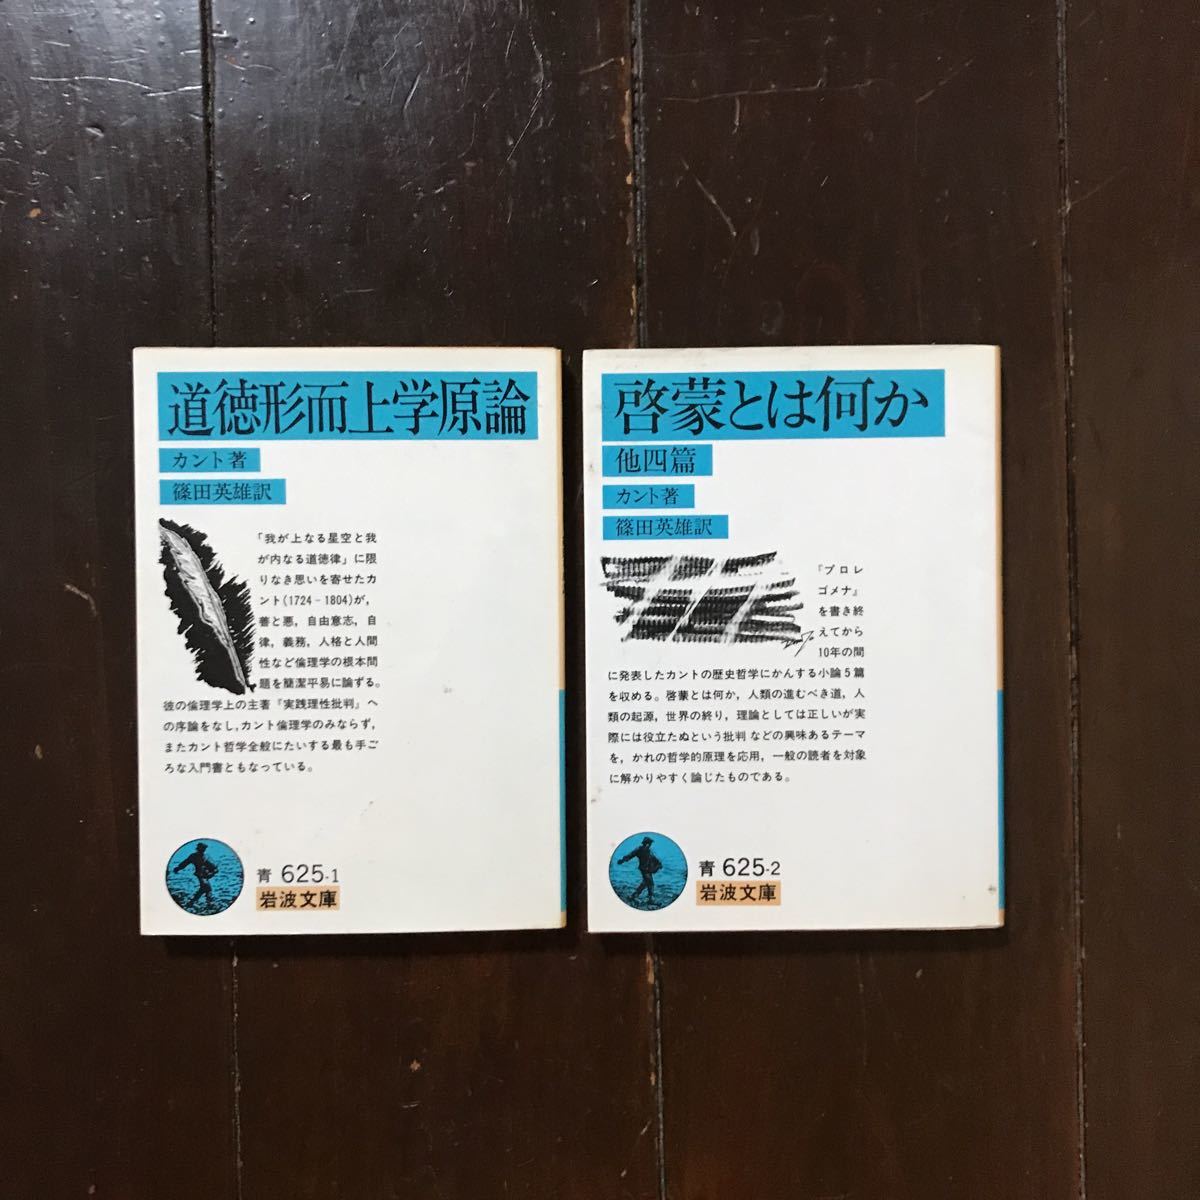 道徳形而上学原論
カント著
篠田英雄訳
「我が上なる星空と我
が内なる道徳律」に限
りなき思いを寄せたカ
ント(1724-1804)が,
善と悪, 自由意志, 自
律, 義務, 人格と人間
性など倫理学の根本問
題を簡潔平易に論ずる。
彼の倫理学上の主著『実践理性批判』へ
の序論をなし,カント倫理学のみならず,
またカント哲学全般にたいする最も手ご
ろな入門書ともなっている。
青 625-1
岩波文庫
啓蒙とは何か
他四篇
カント著
篠田英雄訳
『プロレ
ゴメナ』
を書き終
えてから
10年の間
に発表したカントの歴史哲学にかんする小論5篇
を収める。啓蒙とは何か, 人類の進むべき道, 人
類の起源, 世界の終り, 理論としては正しいが実
際には役立たぬという批判 などの興味あるテーマ
を, かれの哲学的原理を応用, 一般の読者を対象
に解かりやすく論じたものである。
青 625-2
岩波文庫